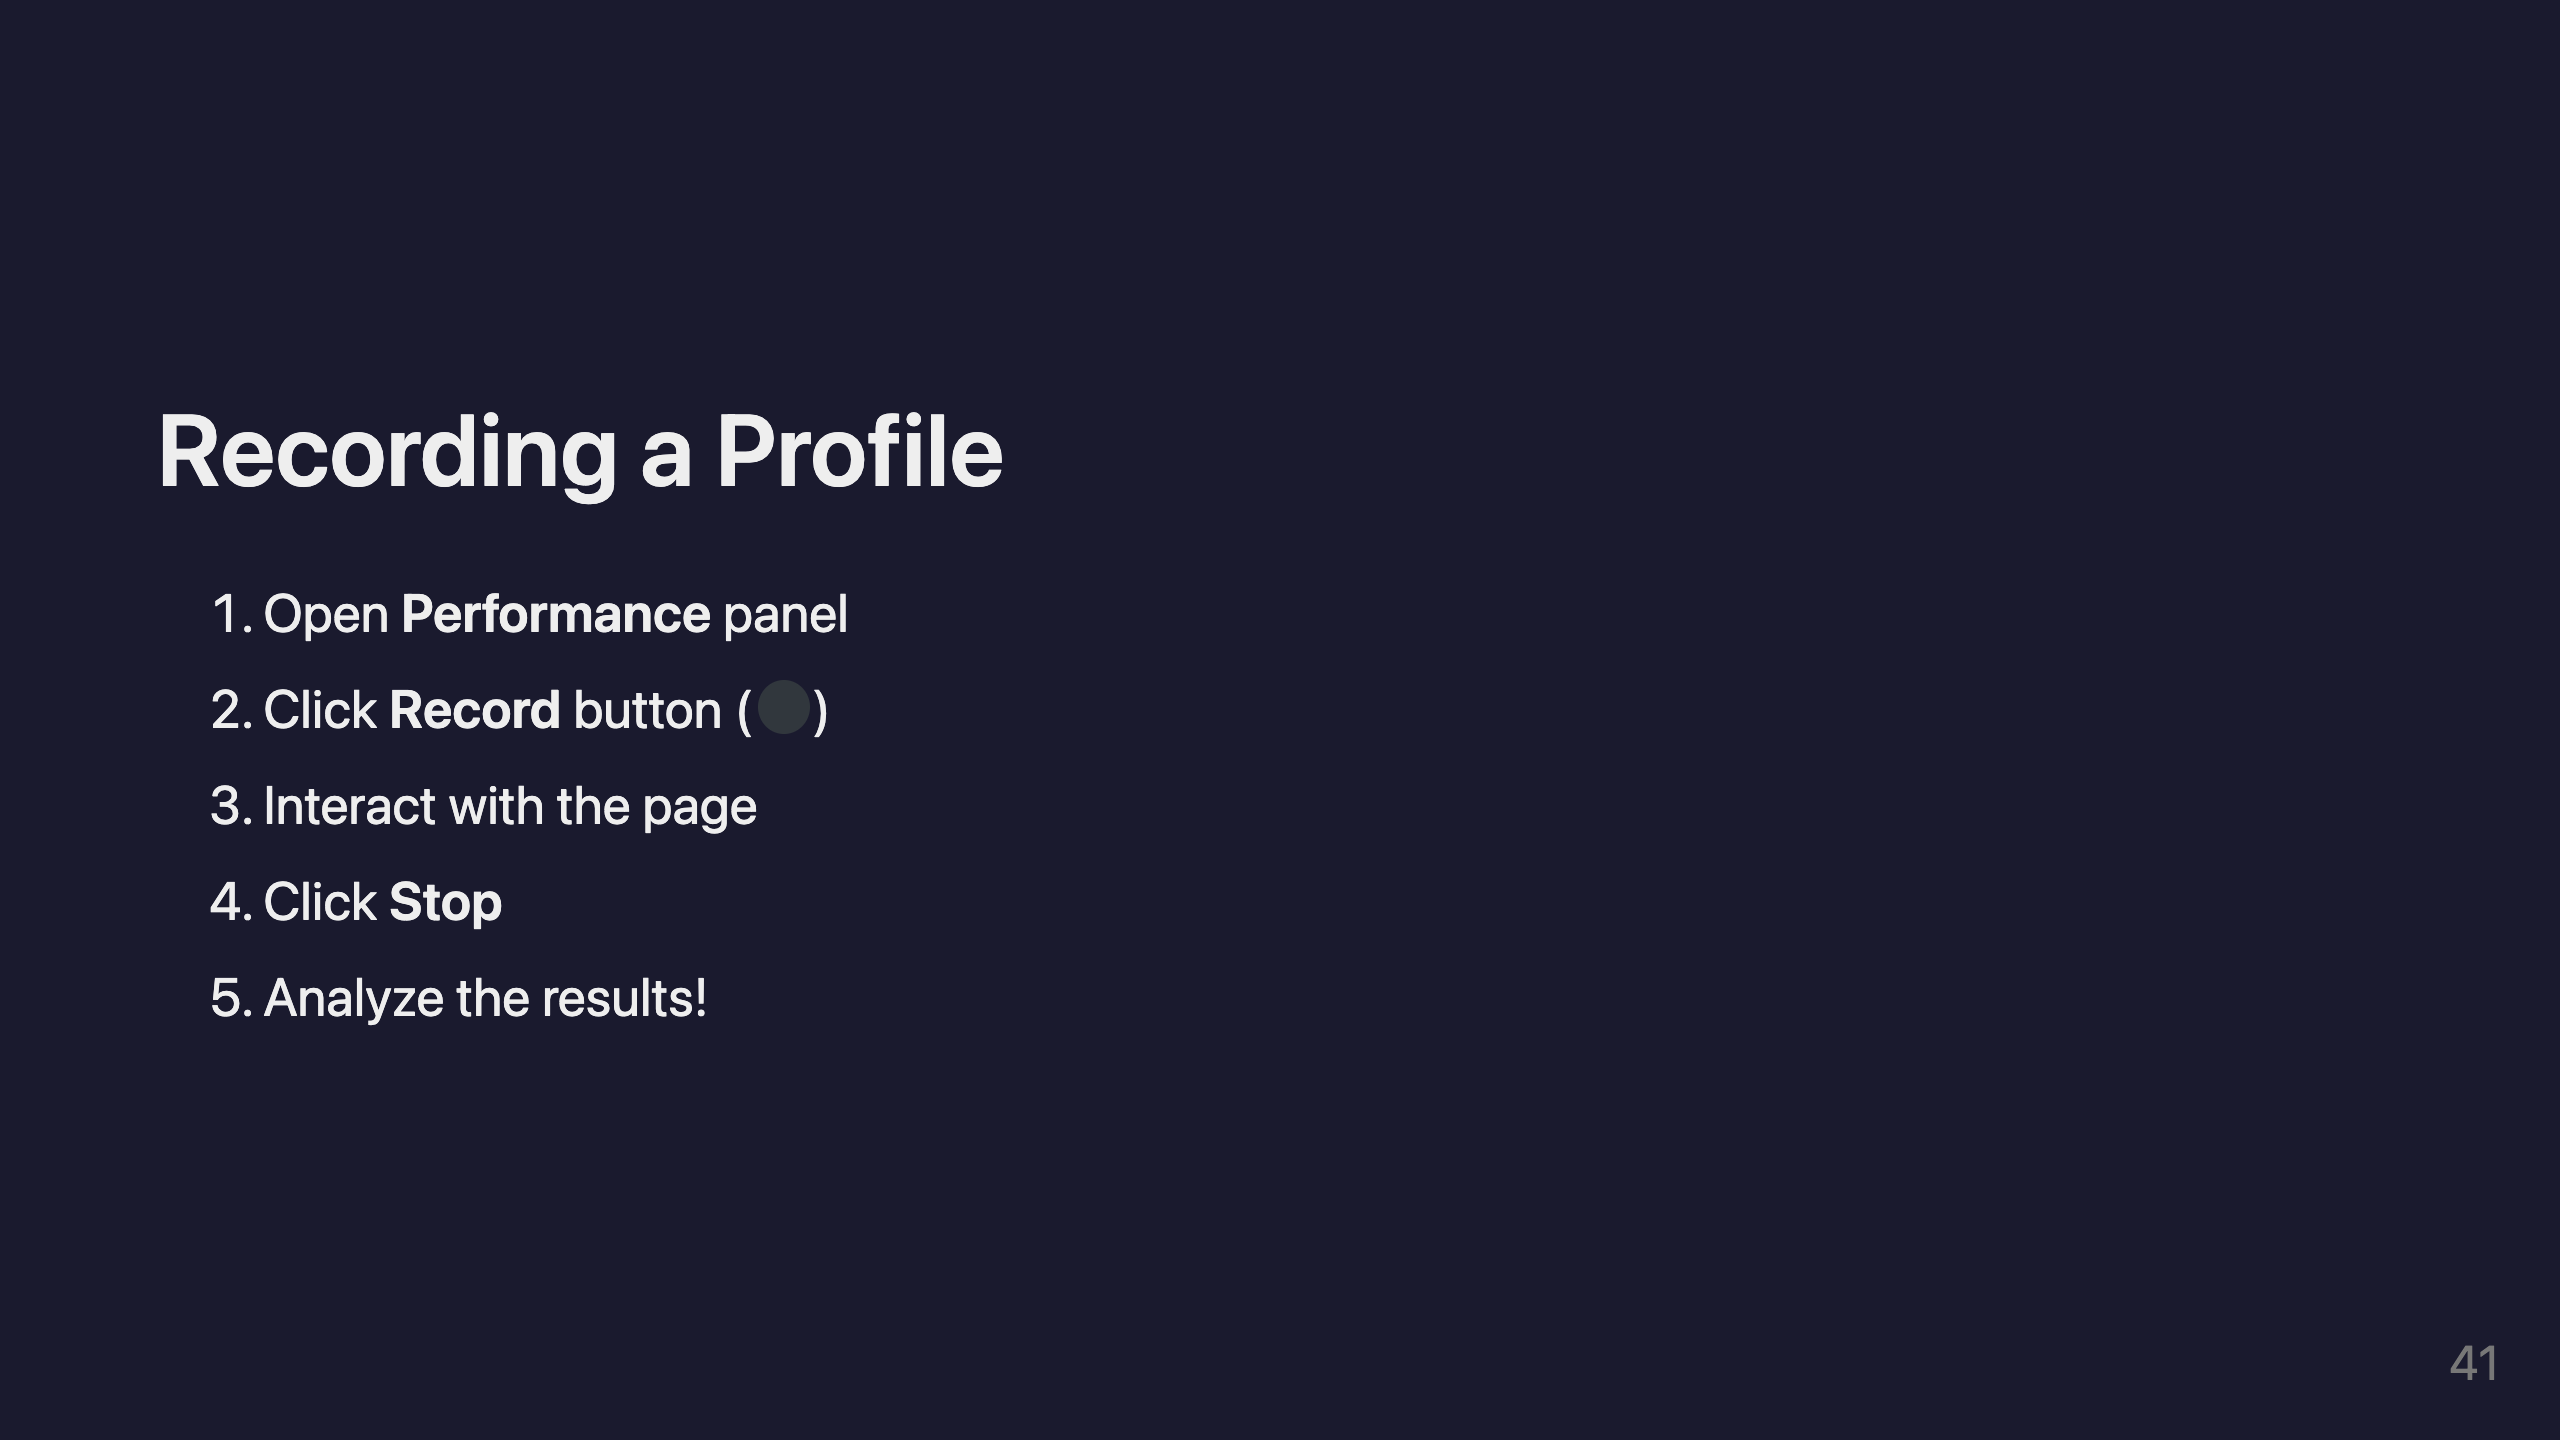 Recording a Profile
1. Open Performance panel
2. Click Record button (⚫)
3. Interact with the page
4. Click Stop
5. Analyze the results!
41